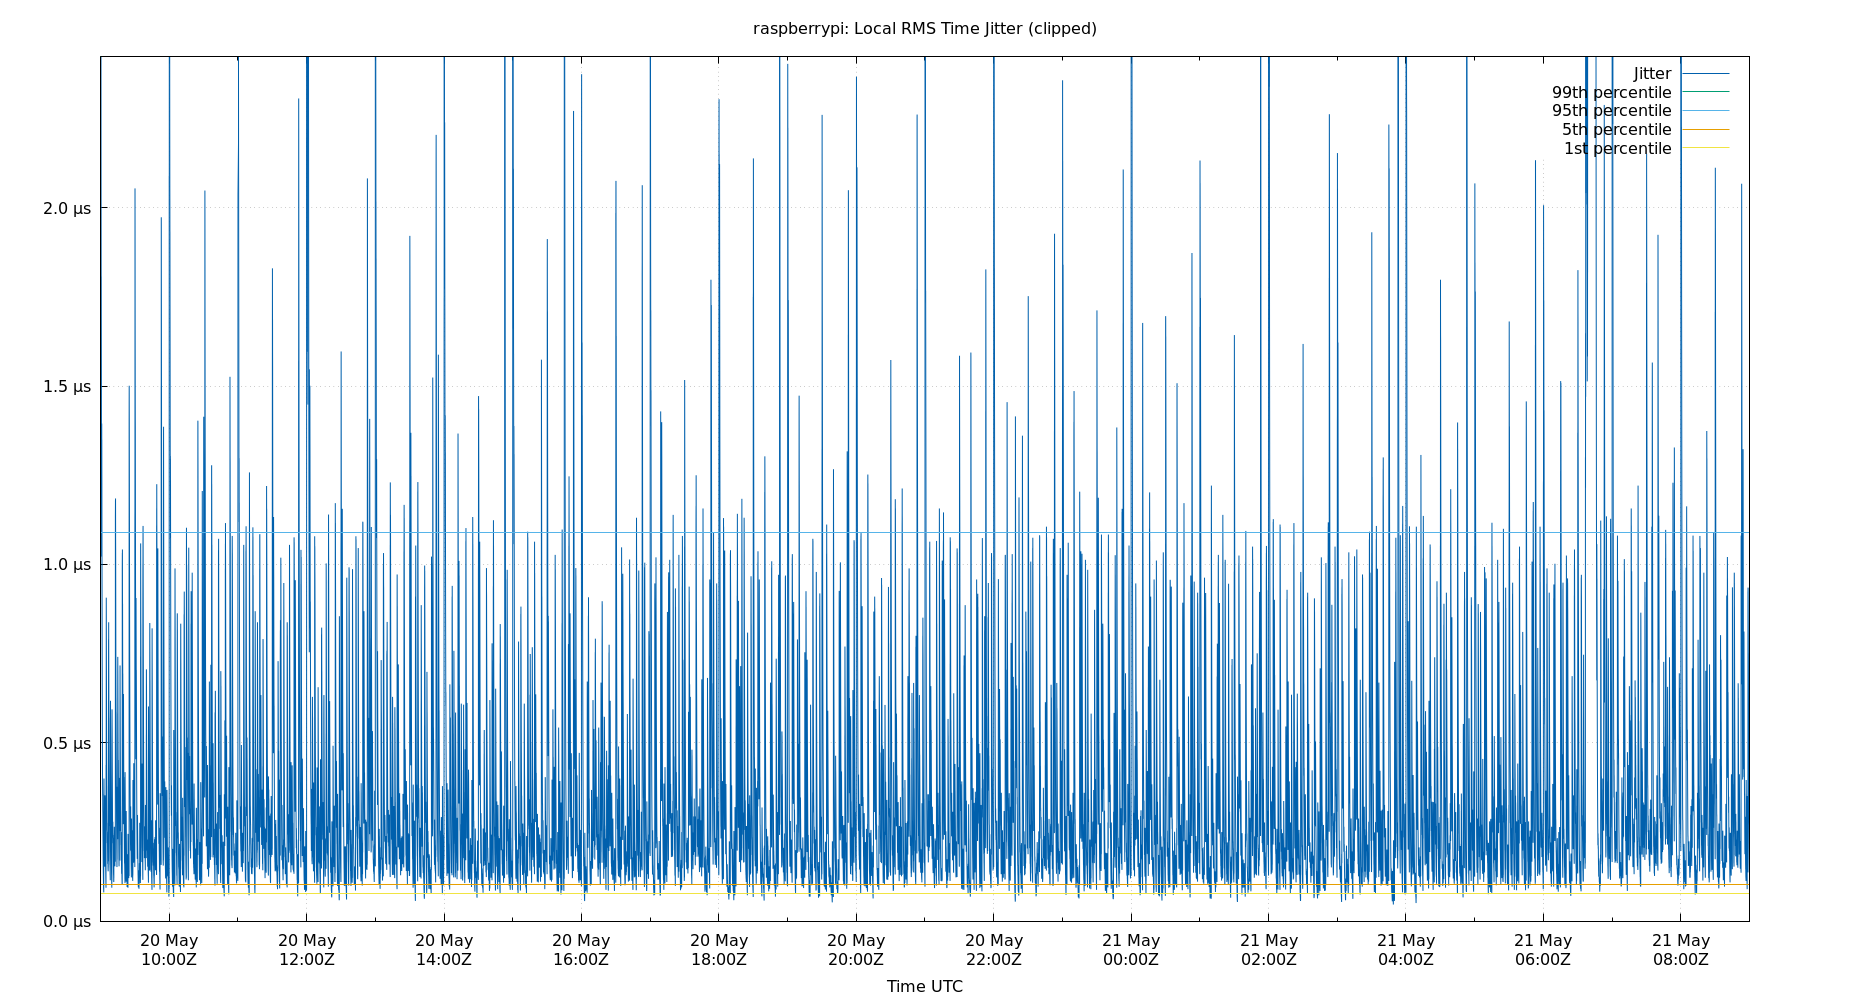 raspberrypi: Local RMS Time Jitter (clipped)
Jitter
99th percentile
95th percentile
5th percentile
1st percentile
2.0 µs
1.5 µs
1.0 µs
0.5 µs
0.0 µs
20 May 20 May 20 May 20 May 20 May 20 May 20 May 21 May 21 May 21 May 21 May 21 May
10:00Z 12:00Z 14:00Z 16:00Z 18:00Z 20:00Z 22:00Z 00:00Z 02:00Z 04:00Z 06:00Z 08:00Z
Time UTC